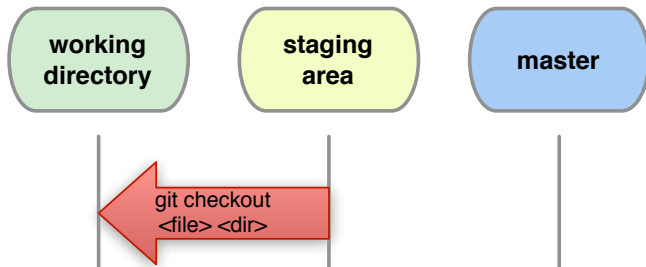 working
directory
staging
area
master
git checkout
<file> <dir>